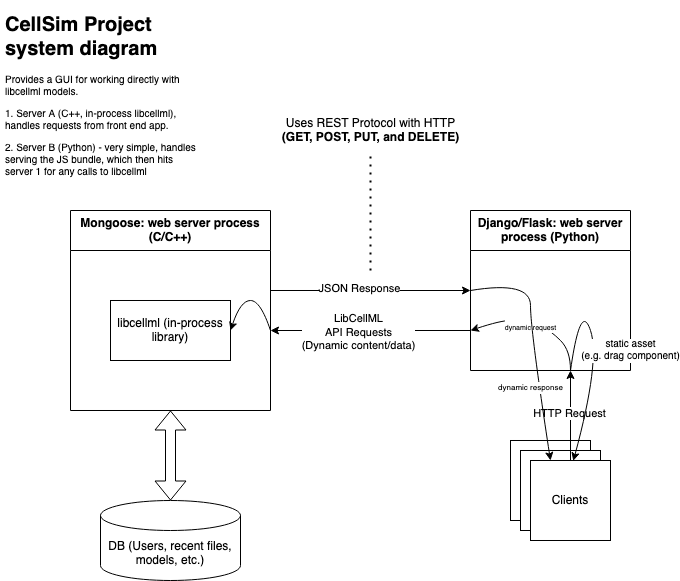 CellSim Project
system diagram
Provides a GUI for working directly with
libcellml models.
1. Server A (C++, in-process libcellml),
handles requests from front end app.
2. Server B (Python) - very simple, handles
serving the JS bundle, which then hits
server 1 for any calls to libcellml
Uses REST Protocol with HTTP
(GET, POST, PUT, and DELETE)
Mongoose: web server process
(C/C++)
Django/Flask: web server
process (Python)
JSON Response
libcellml (in-process
library)
LibCellML
API Requests
(Dynamic content/data)
dynamic request
static asset
(e.g. drag component)
dynamic response
HTTP Request
Clients
DB (Users, recent files,
models, etc.)